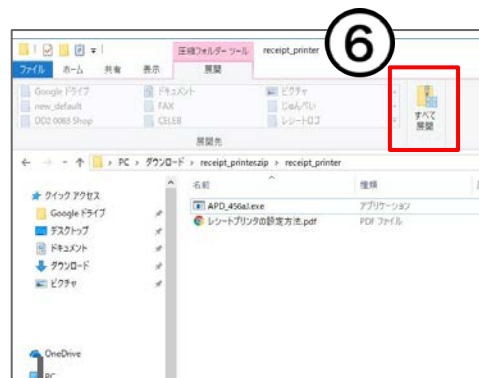 ⑥
圧縮フォルダー ツール receipt_printer
ファイル ホーム 共有 表示 展開
Google ドライブ ドキュメント ピクチャ
new_default FAX じゅんぺい
DD2 0083 Shop CELEB レシートロゴ
すべて
展開
展開先
PC › ダウンロード › receipt_printer.zip › receipt_printer
名前 種類
クイック アクセス
APD_456aJ.exe アプリケーション
Google ドライブ
レシートプリンタの設定方法.pdf PDF ファイル
デスクトップ
ドキュメント
ダウンロード
ピクチャ
OneDrive
PC